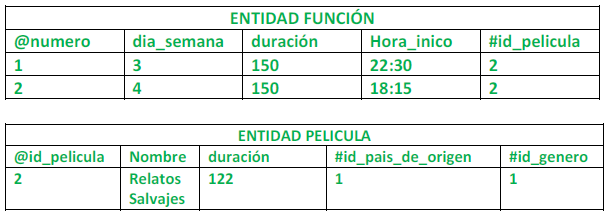 ENTIDAD FUNCIÓN
@numero dia_semana duración Hora_inico #id_pelicula
1 3 150 22:30 2
2 4 150 18:15 2
ENTIDAD PELICULA
@id_pelicula Nombre duración #id_pais_de_origen #id_genero
2 Relatos 122 1 1
Salvajes